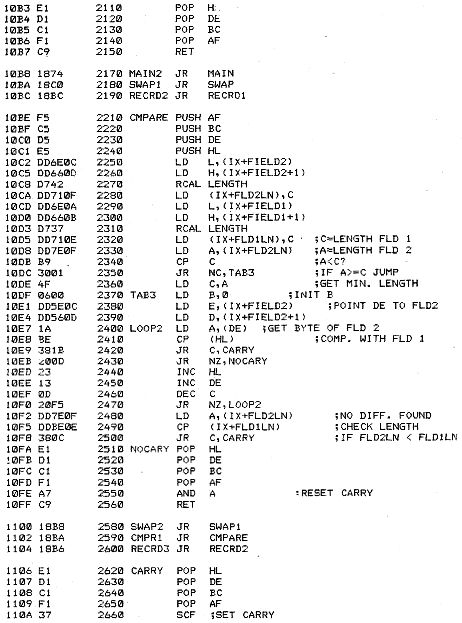 10B3 E1 2110 POP H
10B4 D1 2120 POP DE
10B5 C1 2130 POP BC
10B6 F1 2140 POP AF
10B7 C9 2150 RET
10B8 1874 2170 MAIN2 JR MAIN
10BA 18C0 2180 SWAP1 JR SWAP
10BC 18BC 2190 RECRD2 JR RECRD1
10BE F5 2210 CMPARE PUSH AF
10BF C5 2220 PUSH BC
10C0 D5 2230 PUSH DE
10C1 E5 2240 PUSH HL
10C2 DD6E0C 2250 LD L,(IX+FIELD2)
10C5 DD660D 2260 LD H,(IX+FIELD2+1)
10C8 D742 2270 RCAL LENGTH
10CA DD710F 2280 LD (IX+FLD2LN),C
10CD DD6E0A 2290 LD L,(IX+FIELD1)
10D0 DD660B 2300 LD H,(IX+FIELD1+1)
10D3 D737 2310 RCAL LENGTH
10D5 DD710E 2320 LD (IX+FLD1LN),C ;C=LENGTH FLD 1
10D8 DD7E0F 2330 LD A,(IX+FLD2LN) ;A=LENGTH FLD 2
10DB B9 2340 CP C ;A<C?
10DC 3001 2350 JR NC,TAB3 ;IF A>=C JUMP
10DE 4F 2360 LD C,A ;GET MIN. LENGTH
10DF 0600 2370 TAB3 LD B,0 ;INIT B
10E1 DD5E0C 2380 LD E,(IX+FIELD2) ;POINT DE TO FLD2
10E4 DD560D 2390 LD D,(IX+FIELD2+1)
10E7 1A 2400 LOOP2 LD A,(DE) ;GET BYTE OF FLD 2
10E8 BE 2410 CP (HL) ;COMP. WITH FLD 1
10E9 381B 2420 JR C,CARRY
10EB 200D 2430 JR NZ,NOCARY
10ED 23 2440 INC HL
10EE 13 2450 INC DE
10EF 0D 2460 DEC C
10F0 20F5 2470 JR NZ,LOOP2
10F2 DD7E0F 2480 LD A,(IX+FLD2LN) ;NO DIFF. FOUND
10F5 DDBE0E 2490 CP (IX+FLD1LN) ;CHECK LENGTH
10F8 380C 2500 JR C,CARRY ;IF FLD2LN < FLD1LN
10FA E1 2510 NOCARY POP HL
10FB D1 2520 POP DE
10FC C1 2530 POP BC
10FD F1 2540 POP AF
10FE A7 2550 AND A ;RESET CARRY
10FF C9 2560 RET
1100 18B8 2580 SWAP2 JR SWAP1
1102 18BA 2590 CMPR1 JR CMPARE
1104 18B6 2600 RECRD3 JR RECRD2
1106 E1 2620 CARRY POP HL
1107 D1 2630 POP DE
1108 C1 2640 POP BC
1109 F1 2650 POP AF
110A 37 2660 SCF ;SET CARRY